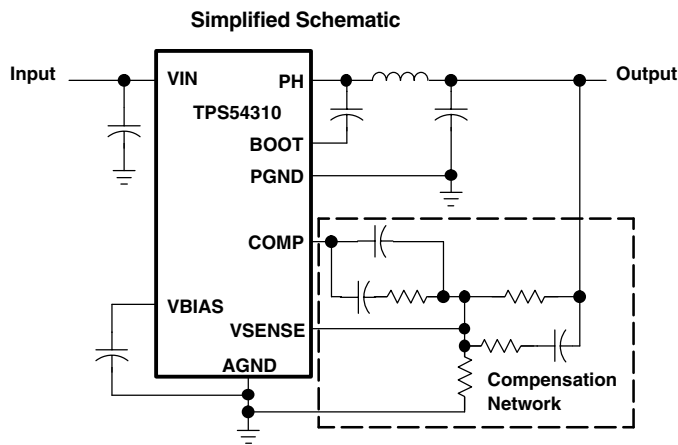 Simplified Schematic
Input
VIN
PH
Output
TPS54310
BOOT
PGND
COMP
VBIAS
VSENSE
AGND
Compensation
Network